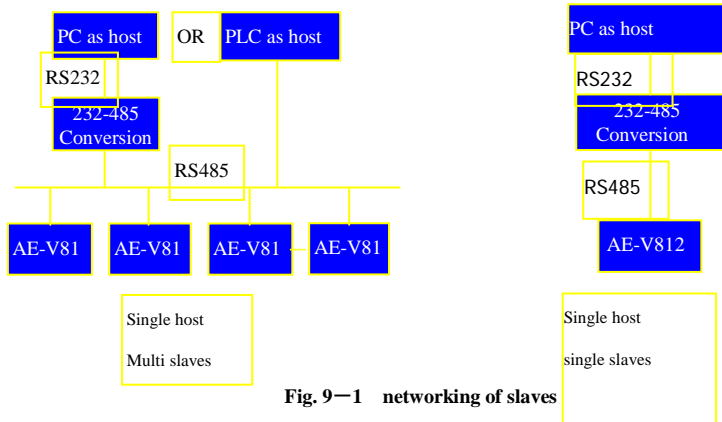 PC as host
OR
PLC as host
PC as host
RS232
RS232
232-485
Conversion
232-485
Conversion
RS485
RS485
AE-V81
AE-V81
AE-V81
AE-V81
AE-V812
Single host
Multi slaves
Single host
single slaves
Fig. 9－1 networking of slaves